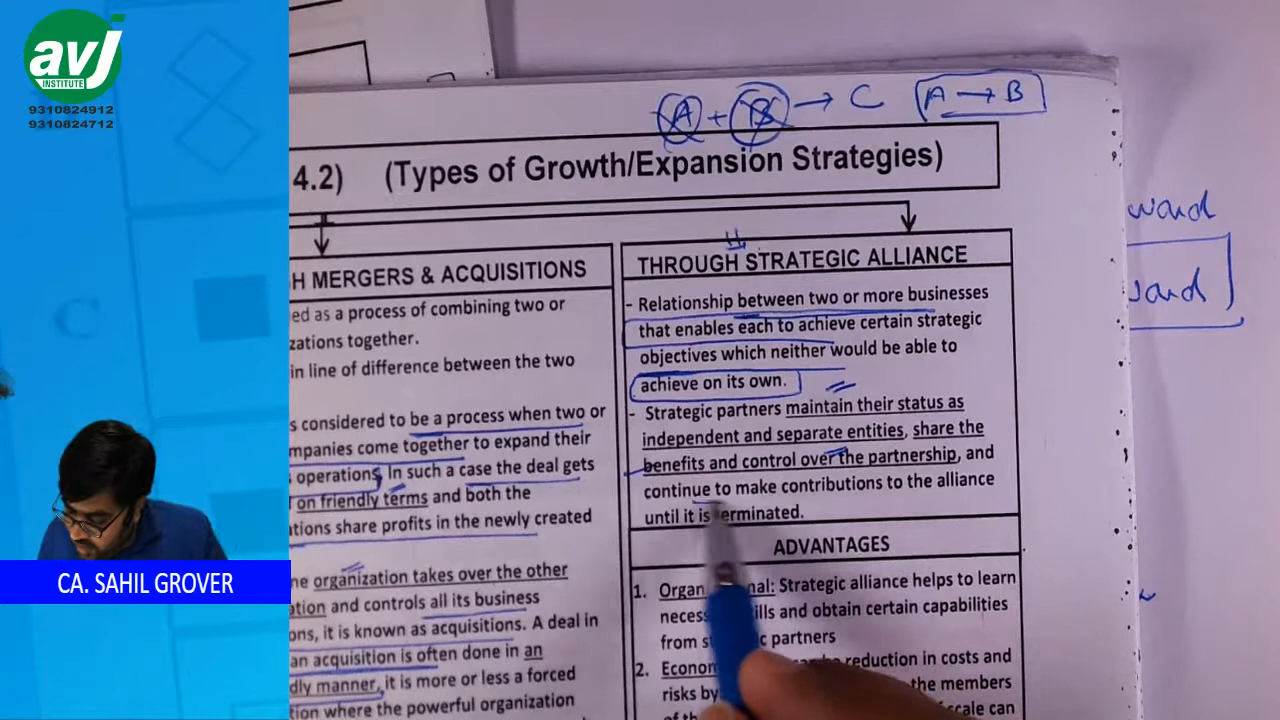 avj
INSTITUTE
9310824912
9310824712
A + B → C A → B
4.2) (Types of Growth/Expansion Strategies)
ward
ward
H MERGERS & ACQUISITIONS
ed as a process of combining two or
zations together.
in line of difference between the two
s considered to be a process when two or
mpanies come together to expand their
s operations. In such a case the deal gets
on friendly terms and both the
tions share profits in the newly created
ne organization takes over the other
ation and controls all its business
ons, it is known as acquisitions. A deal in
an acquisition is often done in an
dly manner, it is more or less a forced
tion where the powerful organization
THROUGH STRATEGIC ALLIANCE
- Relationship between two or more businesses
that enables each to achieve certain strategic
objectives which neither would be able to
achieve on its own.
- Strategic partners maintain their status as
independent and separate entities, share the
benefits and control over the partnership, and
continue to make contributions to the alliance
until it is terminated.
ADVANTAGES
1. Strategic alliance helps to learn
and obtain certain capabilities
from partners
2. reduction in costs and
risks by the members
scale can
CA. SAHIL GROVER